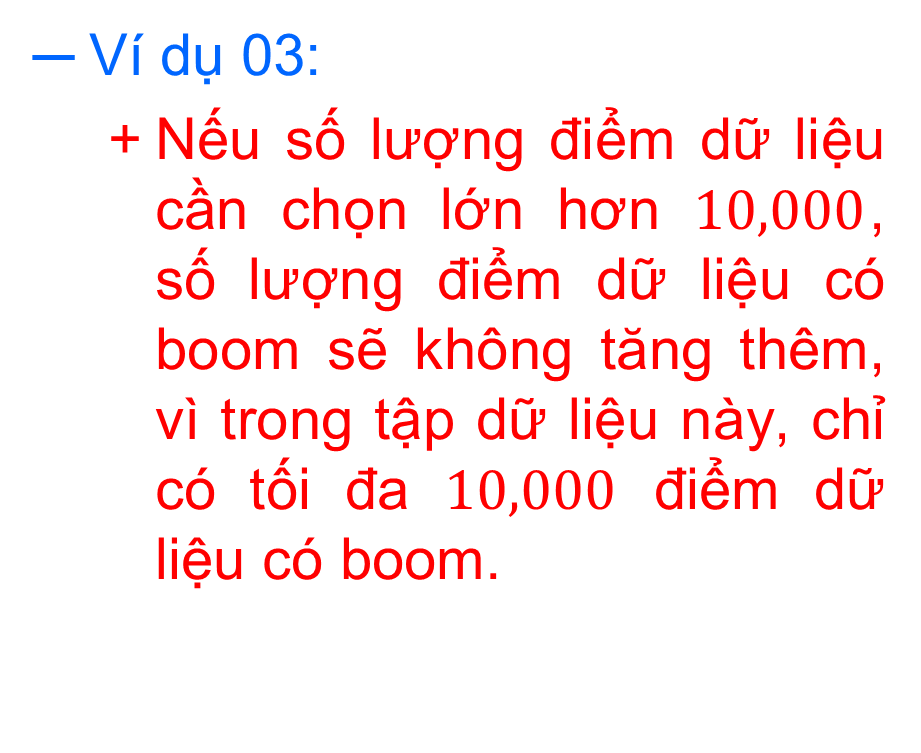 ─ Ví dụ 03:
+ Nếu số lượng điểm dữ liệu
cần chọn lớn hơn 10,000,
số lượng điểm dữ liệu có
boom sẽ không tăng thêm,
vì trong tập dữ liệu này, chỉ
có tối đa 10,000 điểm dữ
liệu có boom.